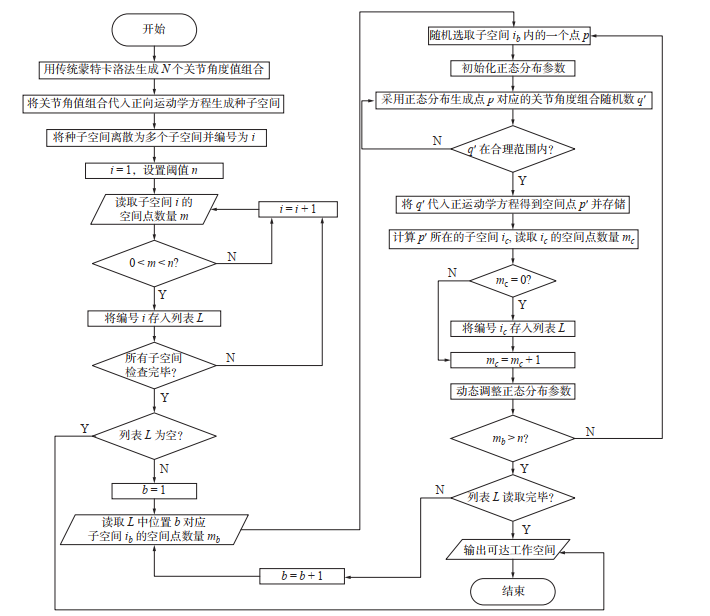 开始
用传统蒙特卡洛法生成 N 个关节角度值组合
将关节角值组合代入正向运动学方程生成种子空间
将种子空间离散为多个子空间并编号为 i
i = 1，设置阈值 n
读取子空间 i 的
空间点数量 m
i = i + 1
0 < m < n?
N
Y
将编号 i 存入列表 L
所有子空间
检查完毕?
N
Y
列表 L 为空?
Y
N
b = 1
读取 L 中位置 b 对应
子空间 i_b 的空间点数量 m_b
b = b + 1
随机选取子空间 i_b 内的一个点 p
初始化正态分布参数
采用正态分布生成点 p 对应的关节角度组合随机数 q′
q′ 在合理范围内?
N
Y
将 q′ 代入正运动学方程得到空间点 p′ 并存储
计算 p′ 所在的子空间 i_c, 读取 i_c 的空间点数量 m_c
m_c = 0?
N
Y
将编号 i_c 存入列表 L
m_c = m_c + 1
动态调整正态分布参数
m_b > n?
N
Y
列表 L 读取完毕?
N
Y
输出可达工作空间
结束